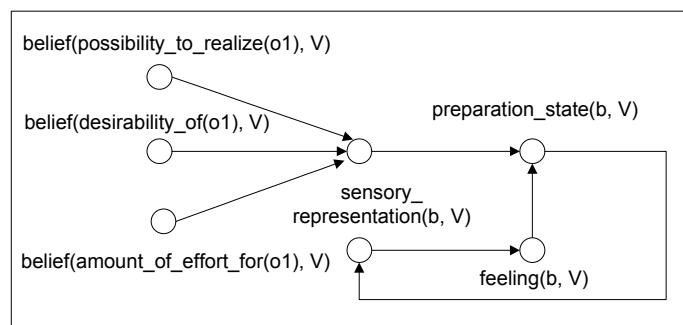 belief(possibility_to_realize(o1), V)
preparation_state(b, V)
belief(desirability_of(o1), V)
sensory_
representation(b, V)
belief(amount_of_effort_for(o1), V)
feeling(b, V)